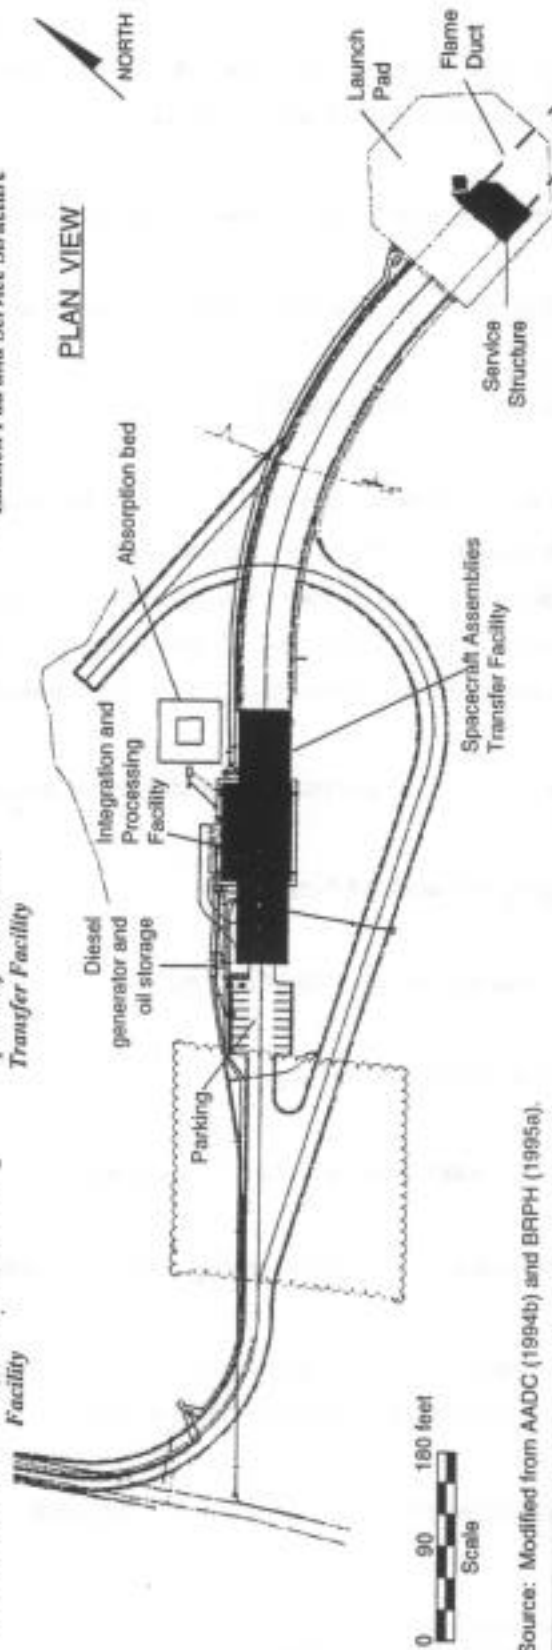 Facility
Transfer Facility
PLAN VIEW
NORTH
Launch
Pad
Flame
Duct
Service
Structure
Absorption bed
Integration and
Processing
Facility
Diesel
generator and
oil storage
Parking
Spacecraft Assemblies
Transfer Facility
0 90 180 feet
Scale
Source: Modified from AADC (1994b) and BRPH (1995a).